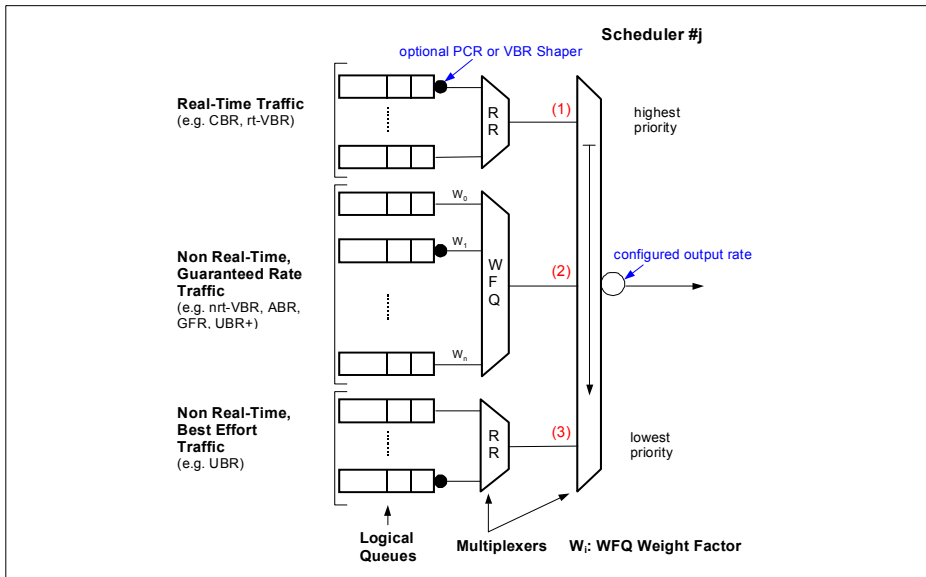 Scheduler #j
optional PCR or VBR Shaper
Real-Time Traffic
(e.g. CBR, rt-VBR)
R
R
(1)
highest
priority
W0
W1
Wn
Non Real-Time,
Guaranteed Rate
Traffic
(e.g. nrt-VBR, ABR,
GFR, UBR+)
W
F
Q
(2)
configured output rate
Non Real-Time,
Best Effort
Traffic
(e.g. UBR)
R
R
(3)
lowest
priority
Logical
Queues
Multiplexers
Wi: WFQ Weight Factor